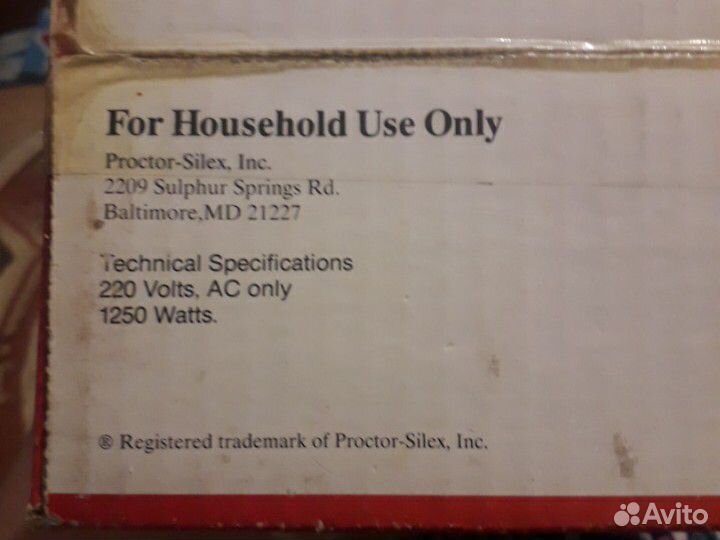 For Household Use Only
Proctor-Silex, Inc.
2209 Sulphur Springs Rd.
Baltimore,MD 21227
Technical Specifications
220 Volts, AC only
1250 Watts.
® Registered trademark of Proctor-Silex, Inc.
Avito